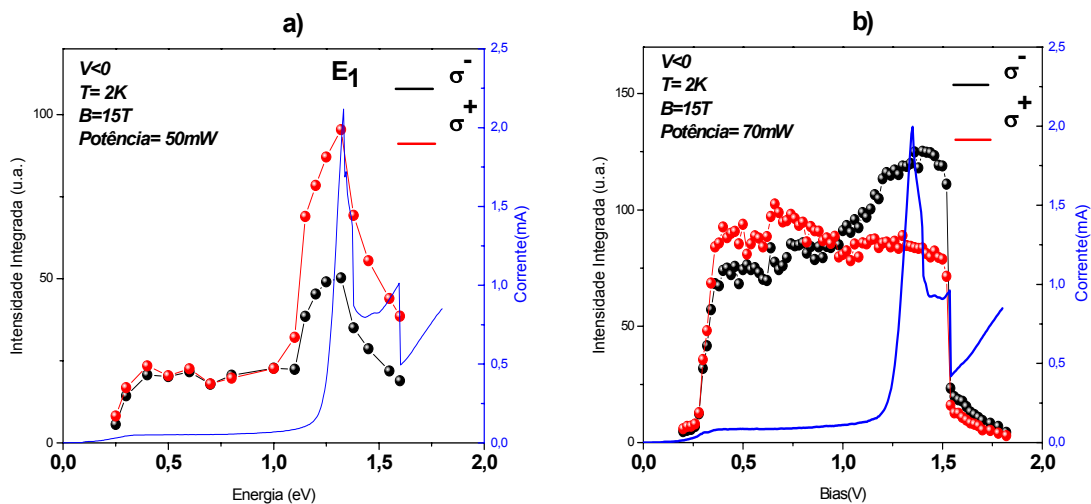 a)
V<0
T= 2K
B=15T
Potência= 50mW
E1
σ-
σ+
Intensidade Integrada (u.a.)
100
50
0
0,0 0,5 1,0 1,5 2,0
Energia (eV)
2,5
2,0
1,5
1,0
0,5
0,0
Corrente(mA)
b)
V<0
T= 2K
B=15T
Potência= 70mW
σ-
σ+
Intensidade Integrada (u.a.)
150
100
50
0
0,0 0,5 1,0 1,5 2,0
Bias(V)
2,5
2,0
1,5
1,0
0,5
0,0
Corrente(mA)